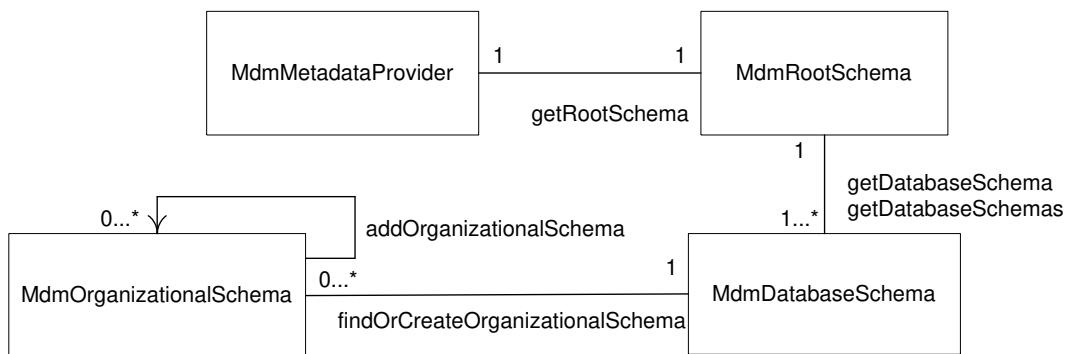 1
1
MdmMetadataProvider
MdmRootSchema
getRootSchema
1
getDatabaseSchema
getDatabaseSchemas
0...*
1...*
addOrganizationalSchema
0...*
1
MdmOrganizationalSchema
MdmDatabaseSchema
findOrCreateOrganizationalSchema